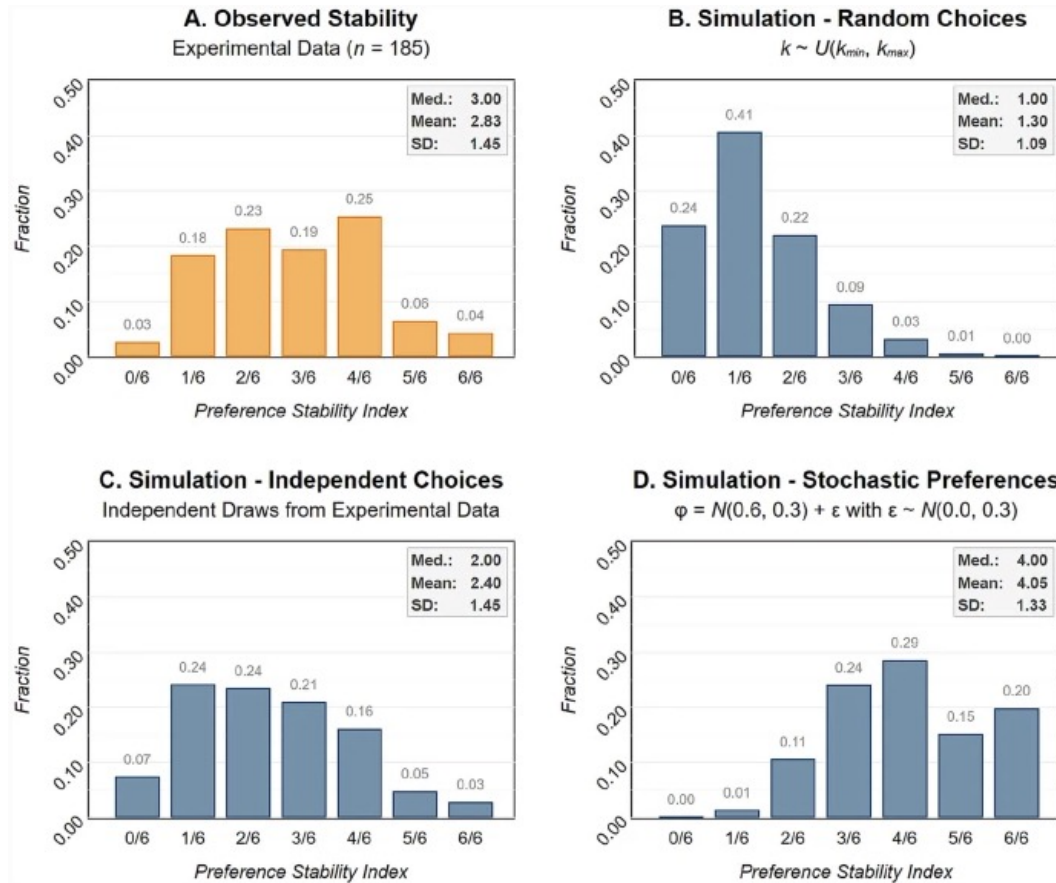 A. Observed Stability
Experimental Data (n = 185)
0.50
0.40
0.30
0.20
0.10
0.00
Fraction
Med.: 3.00
Mean: 2.83
SD: 1.45
0.03
0.18
0.23
0.19
0.25
0.06
0.04
0/6 1/6 2/6 3/6 4/6 5/6 6/6
Preference Stability Index
B. Simulation - Random Choices
k ~ U(kmin, kmax)
0.50
0.40
0.30
0.20
0.10
0.00
Fraction
Med.: 1.00
Mean: 1.30
SD: 1.09
0.24
0.41
0.22
0.09
0.03
0.01
0.00
0/6 1/6 2/6 3/6 4/6 5/6 6/6
Preference Stability Index
C. Simulation - Independent Choices
Independent Draws from Experimental Data
0.50
0.40
0.30
0.20
0.10
0.00
Fraction
Med.: 2.00
Mean: 2.40
SD: 1.45
0.07
0.24
0.24
0.21
0.16
0.05
0.03
0/6 1/6 2/6 3/6 4/6 5/6 6/6
Preference Stability Index
D. Simulation - Stochastic Preferences
φ = N(0.6, 0.3) + ε with ε ~ N(0.0, 0.3)
0.50
0.40
0.30
0.20
0.10
0.00
Fraction
Med.: 4.00
Mean: 4.05
SD: 1.33
0.00
0.01
0.11
0.24
0.29
0.15
0.20
0/6 1/6 2/6 3/6 4/6 5/6 6/6
Preference Stability Index